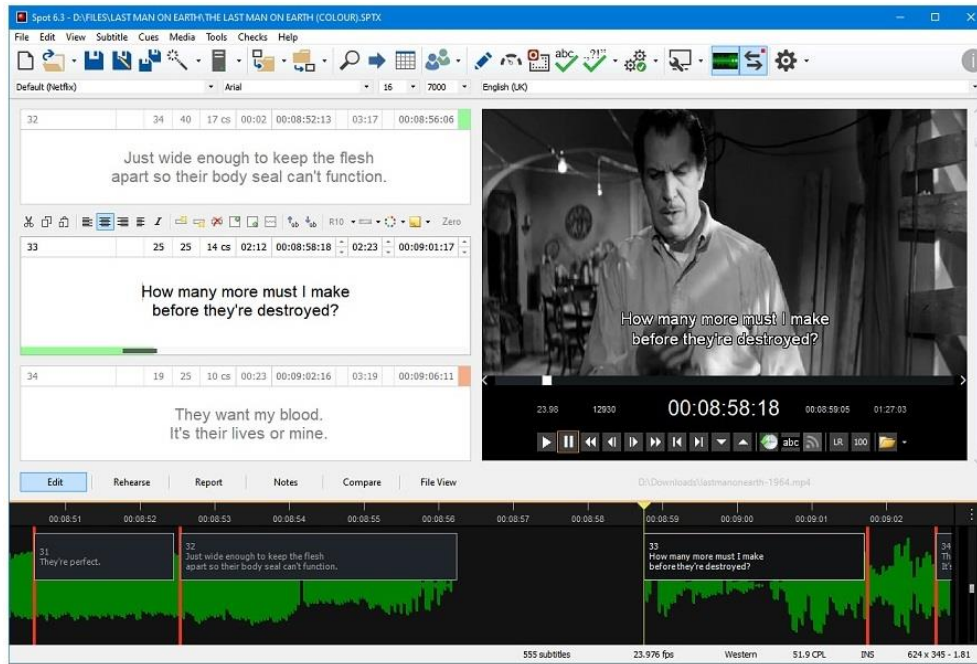 Spot 6.3 - D:\FILES\LAST MAN ON EARTH\THE LAST MAN ON EARTH (COLOUR).SPTX
File Edit View Subtitle Cues Media Tools Checks Help
abc
Default (Netflix) Arial 16 7000 English (UK)
32 34 40 17 cs 00:02 00:08:52:13 03:17 00:08:56:06
Just wide enough to keep the flesh
apart so their body seal can't function.
R10 Zero
33 25 25 14 cs 02:12 00:08:58:18 02:23 00:09:01:17
How many more must I make
before they're destroyed?
34 19 25 10 cs 00:23 00:09:02:16 03:19 00:09:06:11
They want my blood.
It's their lives or mine.
How many more must I make
before they're destroyed?
23.98 12930 00:08:58:18 00:08:59:05 01:27:03
abc LR 100
Edit Rehearse Report Notes Compare File View
D:\Downloads\lastmanonearth-1964.mp4
00:08:51 00:08:52 00:08:53 00:08:54 00:08:55 00:08:56 00:08:57 00:08:58 00:08:59 00:09:00 00:09:01 00:09:02
31
They're perfect.
32
Just wide enough to keep the flesh
apart so their body seal can't function.
33
How many more must I make
before they're destroyed?
34
Th
It's
555 subtitles 23.976 fps Western 51.9 CPL INS 624 x 345 - 1.81